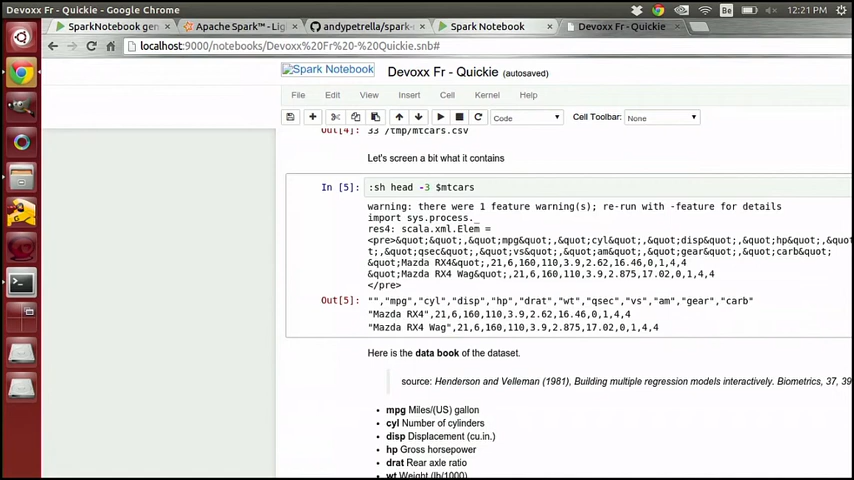 Devoxx Fr - Quickie - Google Chrome
Be
12:21 PM
SparkNotebook gen
Apache Spark™ - Li
andypetrella/spark-
Spark Notebook
Devoxx Fr - Quickie
localhost:9000/notebooks/Devoxx%20Fr%20-%20Quickie.snb#
Spark Notebook
Devoxx Fr - Quickie (autosaved)
File Edit View Insert Cell Kernel Help
Code
Cell Toolbar: None
Out[4]: 33 /tmp/mtcars.csv
Let's screen a bit what it contains
In [5]: :sh head -3 $mtcars
warning: there were 1 feature warning(s); re-run with -feature for details
import sys.process._
res4: scala.xml.Elem =
<pre>&quot;&quot;,&quot;mpg&quot;,&quot;cyl&quot;,&quot;disp&quot;,&quot;hp&quot;,&quot
t;,&quot;qsec&quot;,&quot;vs&quot;,&quot;am&quot;,&quot;gear&quot;,&quot;carb&quot;
&quot;Mazda RX4&quot;,21,6,160,110,3.9,2.62,16.46,0,1,4,4
&quot;Mazda RX4 Wag&quot;,21,6,160,110,3.9,2.875,17.02,0,1,4,4
</pre>
Out[5]: "","mpg","cyl","disp","hp","drat","wt","qsec","vs","am","gear","carb"
"Mazda RX4",21,6,160,110,3.9,2.62,16.46,0,1,4,4
"Mazda RX4 Wag",21,6,160,110,3.9,2.875,17.02,0,1,4,4
Here is the data book of the dataset.
source: Henderson and Velleman (1981), Building multiple regression models interactively. Biometrics, 37, 39
• mpg Miles/(US) gallon
• cyl Number of cylinders
• disp Displacement (cu.in.)
• hp Gross horsepower
• drat Rear axle ratio
• wt Weight (lb/1000)